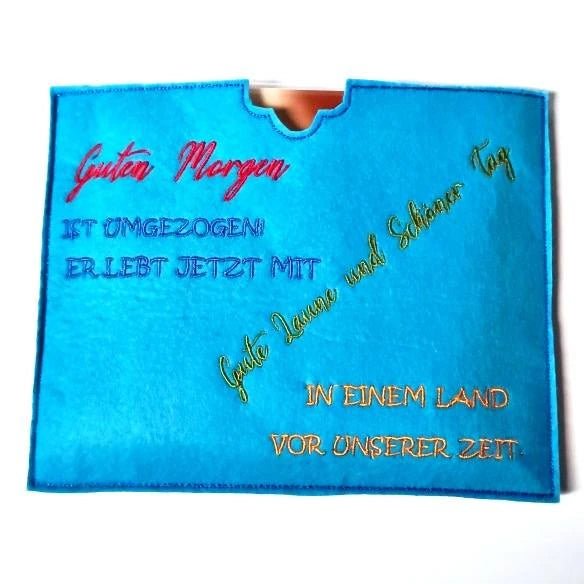 Guten Morgen
IST UMGEZOGEN!
ER LEBT JETZT MIT
Gute Laune und Schöner Tag
IN EINEM LAND
VOR UNSERER ZEIT.